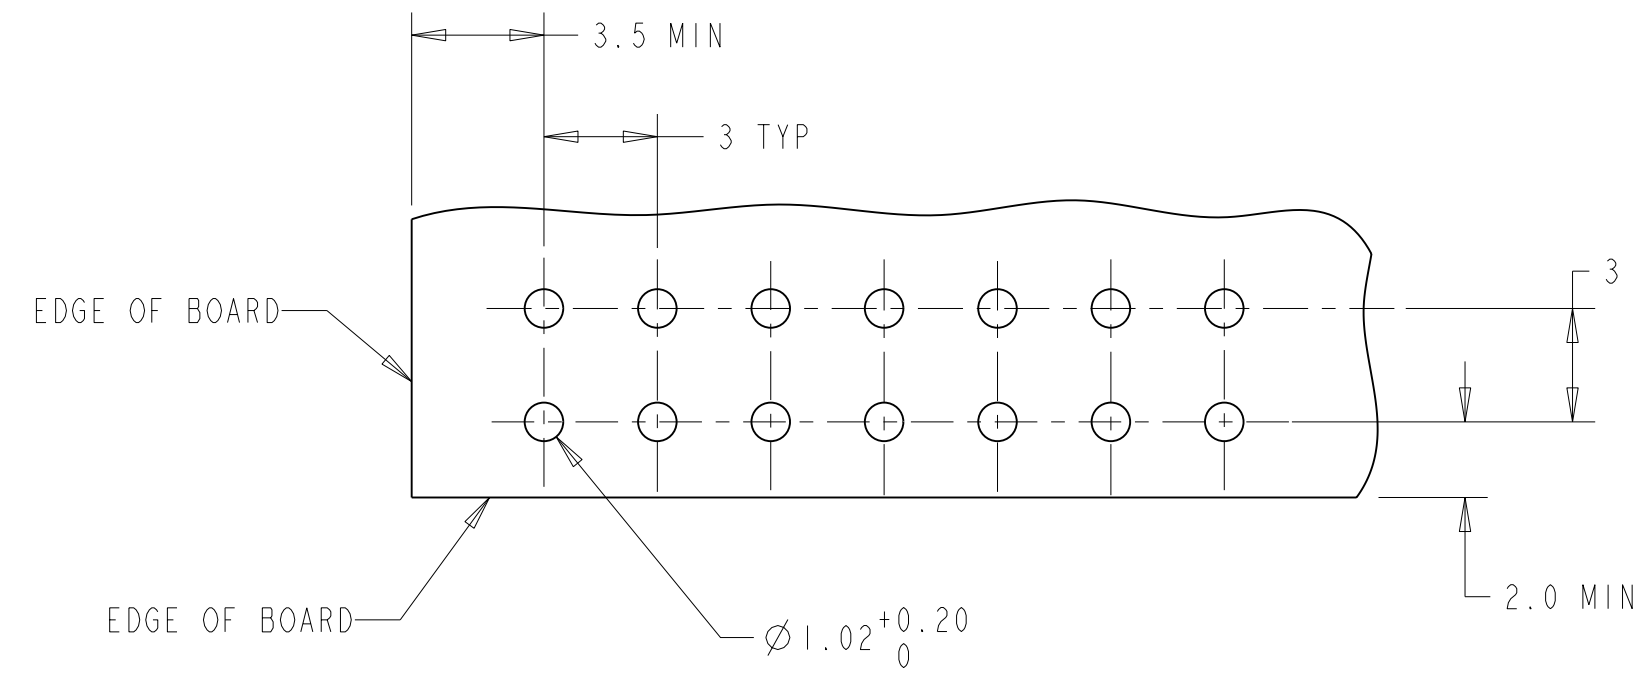 3.5 MIN
3 TYP
3
EDGE OF BOARD
2.0 MIN
EDGE OF BOARD
Ø1.02 +0.20
0